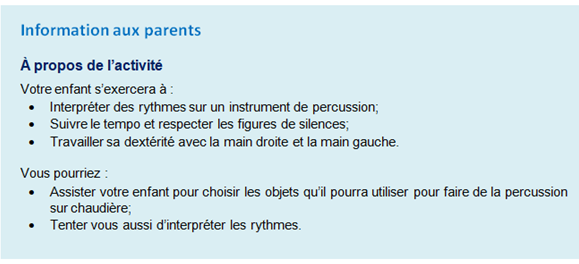 Information aux parents
À propos de l'activité
Votre enfant s'exercera à :
• Interpréter des rythmes sur un instrument de percussion;
• Suivre le tempo et respecter les figures de silences;
• Travailler sa dextérité avec la main droite et la main gauche.
Vous pourriez :
• Assister votre enfant pour choisir les objets qu'il pourra utiliser pour faire de la percussion
sur chaudière;
• Tenter vous aussi d'interpréter les rythmes.